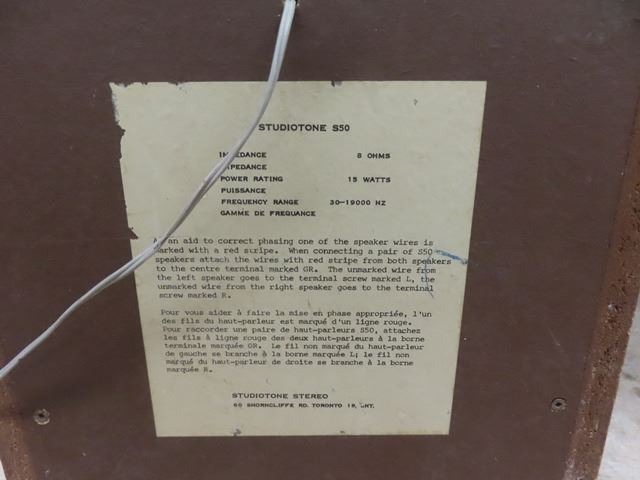 STUDIOTONE S50
IMPEDANCE 8 OHMS
IMPEDANCE
POWER RATING 15 WATTS
PUISSANCE
FREQUENCY RANGE 30-19000 HZ
GAMME DE FREQUANCE
As an aid to correct phasing one of the speaker wires is
marked with a red stripe. When connecting a pair of S50
speakers attach the wires with red stripe from both speakers
to the centre terminal marked GR. The unmarked wire from
the left speaker goes to the terminal screw marked L, the
unmarked wire from the right speaker goes to the terminal
screw marked R.
Pour vous aider à faire la mise en phase appropriée, l'un
des fils du haut-parleur est marqué d'un ligne rouge.
Pour raccorder une paire de haut-parleurs S50, attachez
les fils à ligne rouge des deux haut-parleurs à la borne
terminale marquée GR. le fil non marqué du haut-parleur
de gauche se branche à la borne marquée L; le fil non
marqué du haut-parleur de droite se branche à la borne
marquée R.
STUDIOTONE STEREO
66 SHORNCLIFFE RD. TORONTO 18, ONT.